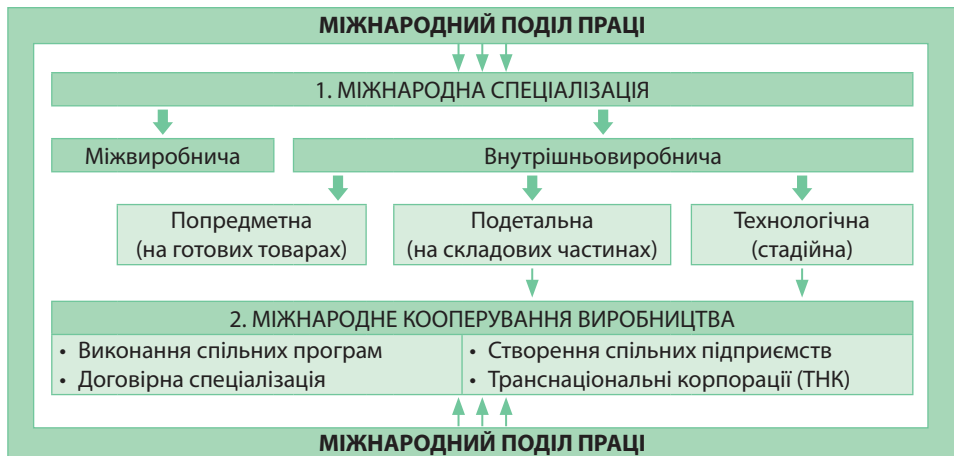 МІЖНАРОДНИЙ ПОДІЛ ПРАЦІ
1. МІЖНАРОДНА СПЕЦІАЛІЗАЦІЯ
Міжвиробнича
Внутрішньовиробнича
Попредметна
(на готових товарах)
Подетальна
(на складових частинах)
Технологічна
(стадійна)
2. МІЖНАРОДНЕ КООПЕРУВАННЯ ВИРОБНИЦТВА
• Виконання спільних програм
• Договірна спеціалізація
• Створення спільних підприємств
• Транснаціональні корпорації (ТНК)
МІЖНАРОДНИЙ ПОДІЛ ПРАЦІ